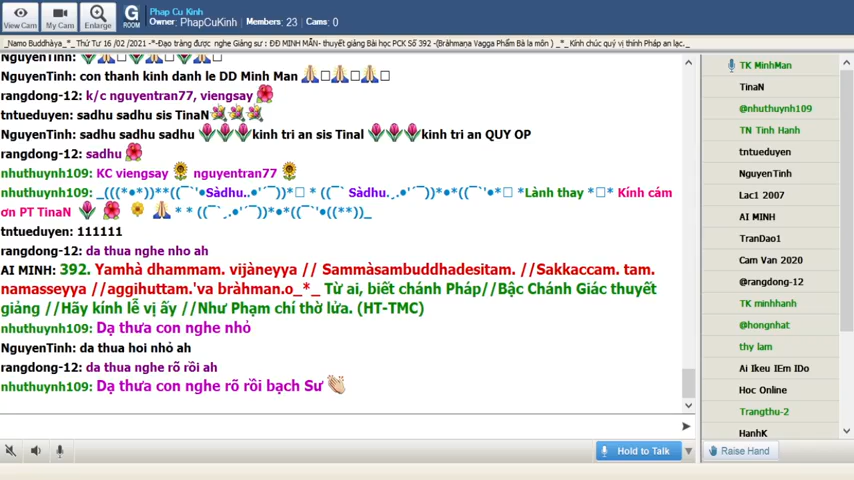 Phap Cu Kinh
Owner: PhapCuKinh | Members: 23 | Cams: 0
View Cam
My Cam
Enlarge
G
ROOM
_Namo Buddhàya_*_ Thứ Tư 16 /02 /2021 -*-Đạo tràng được nghe Giảng sư : ĐĐ MINH MẪN- thuyết giảng Bài học PCK Số 392 -(Bràhmaṇa Vagga Phẩm Bà la môn ) _*_ Kính chúc quý vị thính Pháp an lạc._
NguyenTinh:
NguyenTinh: con thanh kinh danh le DD Minh Man
rangdong-12: k/c nguyentran77, viengsay
tntueduyen: sadhu sadhu sis TinaN
NguyenTinh: sadhu sadhu sadhu kinh tri an sis Tinal kinh tri an QUY OP
rangdong-12: sadhu
nhuthuynh109: KC viengsay nguyentran77
nhuthuynh109: _(((*•*))**((¯`'•Sàdhu..•'´¯))*□ * ((¯` Sàdhu.¸.•'´¯))*•*((¯`'•*□ *Lành thay *□* Kính cám
ơn PT TinaN * * ((¯`¸.•'´¯))*•*((¯`'•((**))_
tntueduyen: 111111
rangdong-12: da thua nghe nho ah
AI MINH: 392. Yamhà dhammam. vijàneyya // Sammàsambuddhadesitam. //Sakkaccam. tam.
namasseyya //aggihuttam.'va bràhman.o_*_ Từ ai, biết chánh Pháp//Bậc Chánh Giác thuyết
giảng //Hãy kính lễ vị ấy //Như Phạm chí thờ lửa. (HT-TMC)
nhuthuynh109: Dạ thưa con nghe nhỏ
NguyenTinh: da thua hoi nhỏ ah
rangdong-12: da thua nghe rõ rồi ah
nhuthuynh109: Dạ thưa con nghe rõ rồi bạch Sư
Hold to Talk
Raise Hand
TK MinhMan
TinaN
@nhuthuynh109
TN Tinh Hanh
tntueduyen
NguyenTinh
Lac1 2007
AI MINH
TranDao1
Cam Van 2020
@rangdong-12
TK minhhanh
@hongnhat
thy lam
Ai Ikeu IEm IDo
Hoc Online
Trangthu-2
HanhK